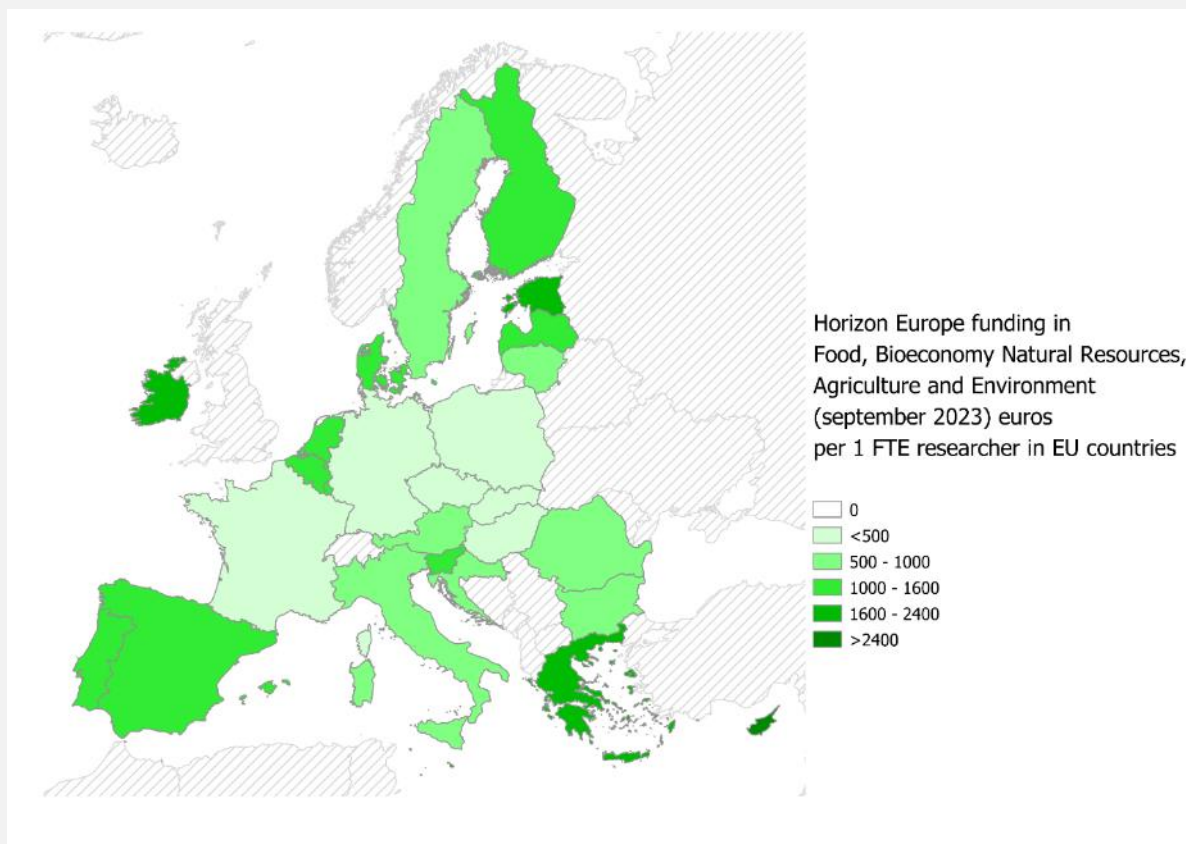 Horizon Europe funding in
Food, Bioeconomy Natural Resources,
Agriculture and Environment
(september 2023) euros
per 1 FTE researcher in EU countries
0
<500
500 - 1000
1000 - 1600
1600 - 2400
>2400